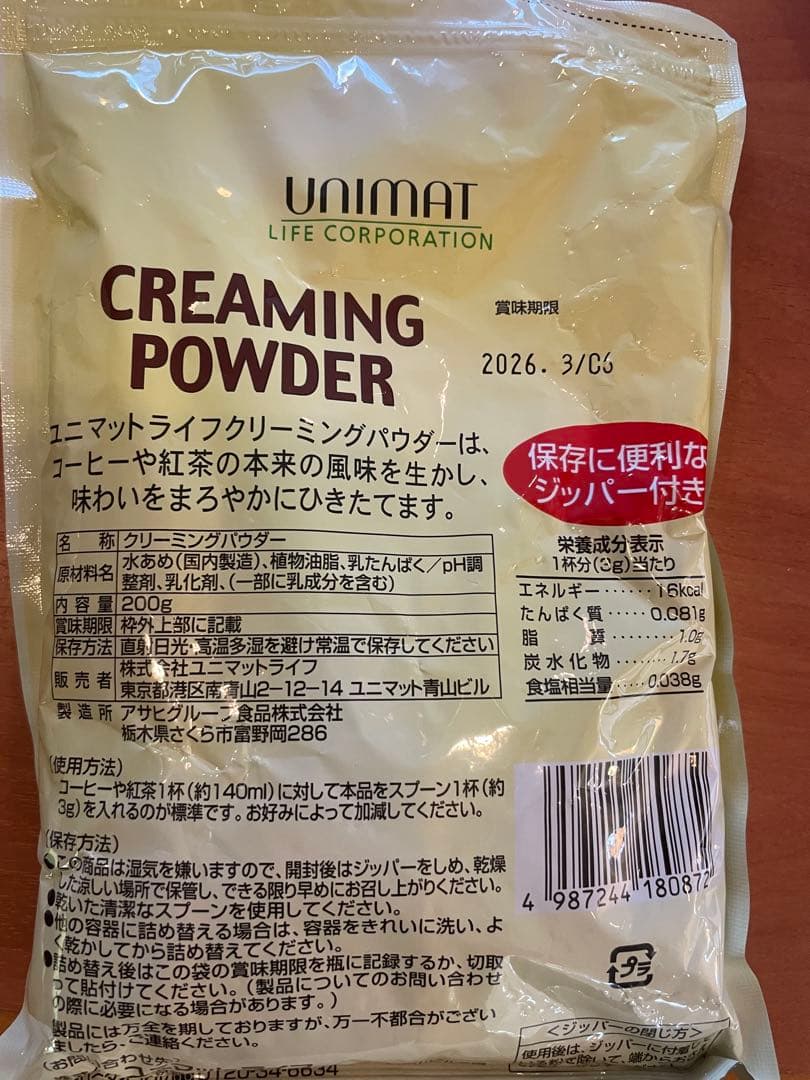 UNIMAT
LIFE CORPORATION
CREAMING
POWDER
賞味期限
2026. 3/06
ユニマットライフクリーミングパウダーは、
コーヒーや紅茶の本来の風味を生かし、
味わいをまろやかにひきたてます。
保存に便利な
ジッパー付き
名 称 クリーミングパウダー
原材料名 水あめ(国内製造)、植物油脂、乳たんぱく/pH調
整剤、乳化剤、(一部に乳成分を含む)
内容量 200g
賞味期限 枠外上部に記載
保存方法 直射日光・高温多湿を避け常温で保存してください
販売者 株式会社ユニマットライフ
東京都港区南青山2-12-14 ユニマット青山ビル
製造所 アサヒグループ食品株式会社
栃木県さくら市富野岡286
栄養成分表示
1杯分(3g)当たり
エネルギー······16kcal
たんぱく質·····0.081g
脂 質········1.0g
炭水化物·······1.7g
食塩相当量·····0.038g
(使用方法)
コーヒーや紅茶1杯(約140ml)に対して本品をスプーン1杯(約
3g)を入れるのが標準です。お好みによって加減してください。
(保存方法)
●この商品は湿気を嫌いますので、開封後はジッパーをしめ、乾燥
した涼しい場所で保管し、できる限り早めにお召し上がりください。
●乾いた清潔なスプーンを使用してください。
●他の容器に詰め替える場合は、容器をきれいに洗い、よ
く乾かしてから詰め替えてください。
●詰め替え後はこの袋の賞味期限を瓶に記録するか、切取
って貼付けてください。(製品についてのお問い合わせ
の際に必要になる場合があります。)
製品には万全を期しておりますが、万一不都合がござい
ましたら、ご連絡ください。
(お問い合わせ先
4 987244 180872
プラ
<ジッパーの閉じ方>
使用後は、ジッパーに付着し